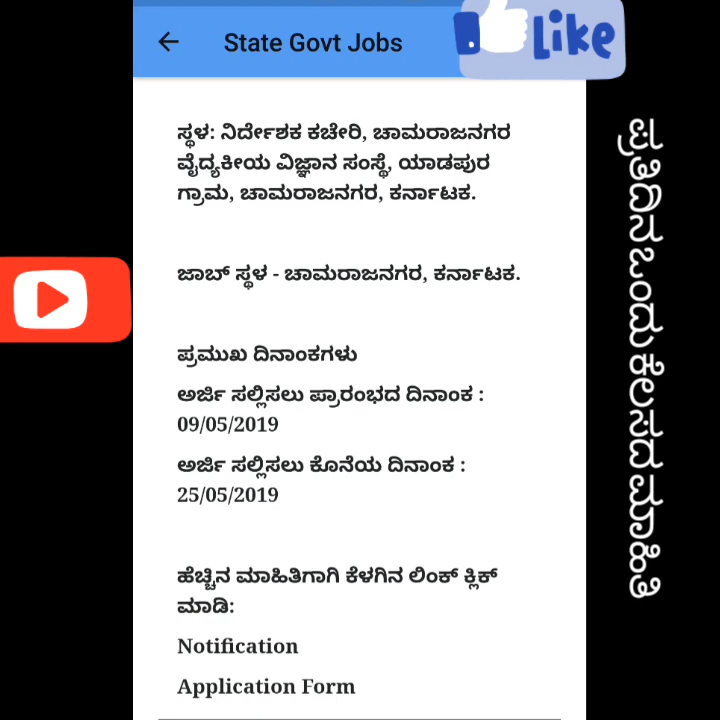 State Govt Jobs
Like
ಸ್ಥಳ: ನಿರ್ದೇಶಕ ಕಚೇರಿ, ಚಾಮರಾಜನಗರ
ವೈದ್ಯಕೀಯ ವಿಜ್ಞಾನ ಸಂಸ್ಥೆ, ಯಾಡಪುರ
ಗ್ರಾಮ, ಚಾಮರಾಜನಗರ, ಕರ್ನಾಟಕ.
ಜಾಬ್ ಸ್ಥಳ - ಚಾಮರಾಜನಗರ, ಕರ್ನಾಟಕ.
ಪ್ರಮುಖ ದಿನಾಂಕಗಳು
ಅರ್ಜಿ ಸಲ್ಲಿಸಲು ಪ್ರಾರಂಭದ ದಿನಾಂಕ :
09/05/2019
ಅರ್ಜಿ ಸಲ್ಲಿಸಲು ಕೊನೆಯ ದಿನಾಂಕ :
25/05/2019
ಹೆಚ್ಚಿನ ಮಾಹಿತಿಗಾಗಿ ಕೆಳಗಿನ ಲಿಂಕ್ ಕ್ಲಿಕ್
ಮಾಡಿ:
Notification
Application Form
ಪ್ರತಿದಿನ ಒಂದು ಕೆಲಸದ ಮಾಹಿತಿ